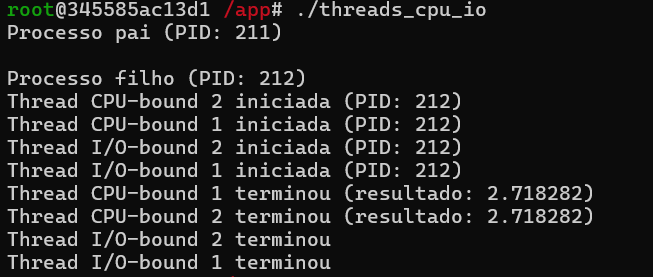 root@345585ac13d1 /app# ./threads_cpu_io
Processo pai (PID: 211)
Processo filho (PID: 212)
Thread CPU-bound 2 iniciada (PID: 212)
Thread CPU-bound 1 iniciada (PID: 212)
Thread I/O-bound 2 iniciada (PID: 212)
Thread I/O-bound 1 iniciada (PID: 212)
Thread CPU-bound 1 terminou (resultado: 2.718282)
Thread CPU-bound 2 terminou (resultado: 2.718282)
Thread I/O-bound 2 terminou
Thread I/O-bound 1 terminou